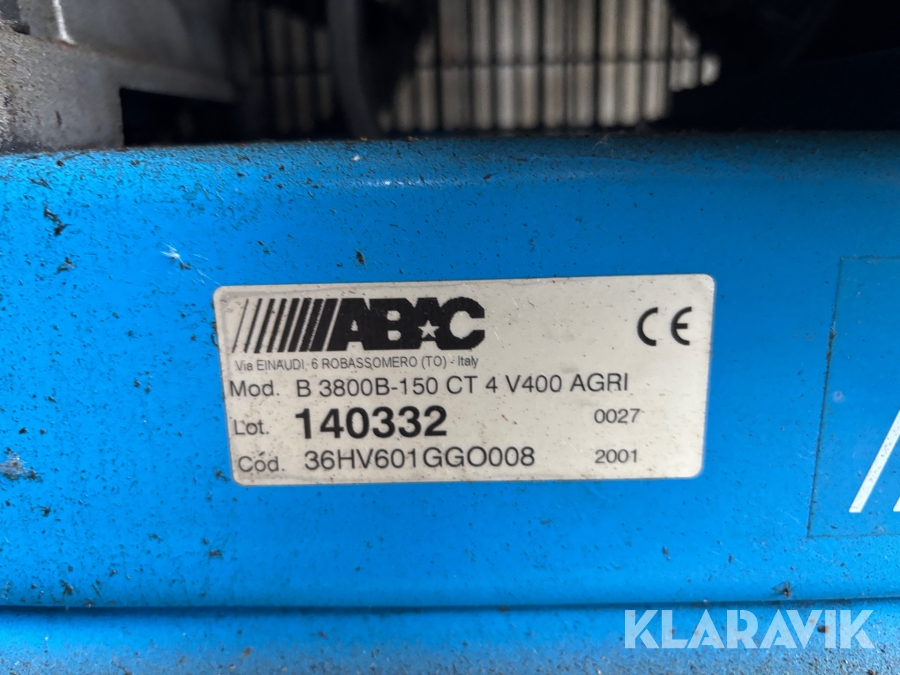 ABAC
CE
Via EINAUDI, 6 ROBASSOMERO (TO) - Italy
Mod. B 3800B-150 CT 4 V400 AGRI
Lot. 140332 0027
Cód. 36HV601GGO008 2001
KLARAVIK